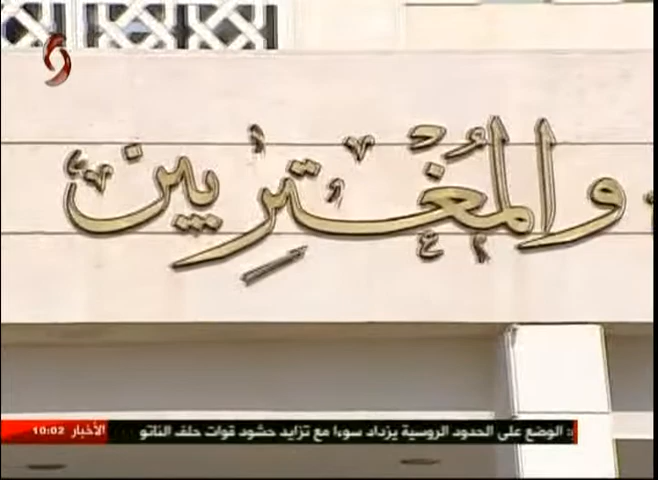 والمغتربين
: الوضع على الحدود الروسية يزداد سوءا مع تزايد حشود قوات حلف الناتو
الأخبار 10:02